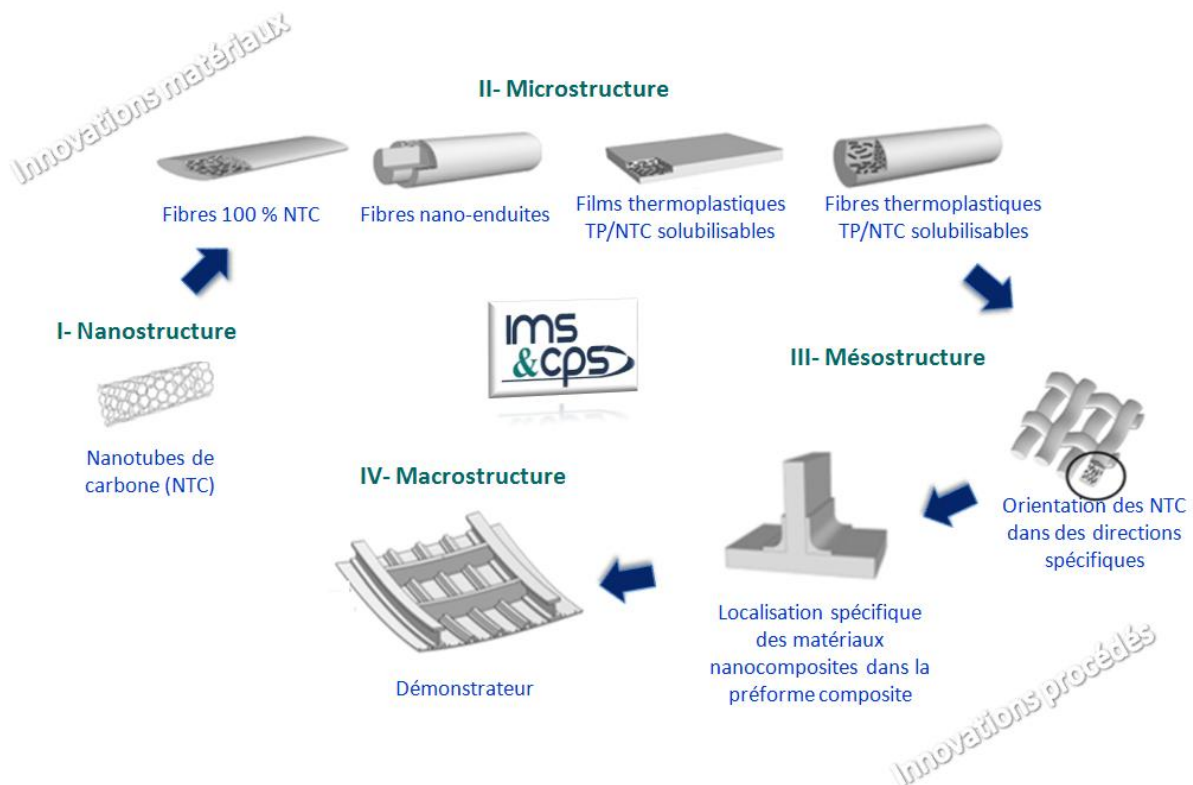 Innovations matériaux
II- Microstructure
Fibres 100 % NTC
Fibres nano-enduites
Films thermoplastiques
TP/NTC solubilisables
Fibres thermoplastiques
TP/NTC solubilisables
I- Nanostructure
Nanotubes de
carbone (NTC)
IMS
&CPS
III- Mésostructure
Orientation des NTC
dans des directions
spécifiques
Localisation spécifique
des matériaux
nanocomposites dans la
préforme composite
IV- Macrostructure
Démonstrateur
Innovations procédés